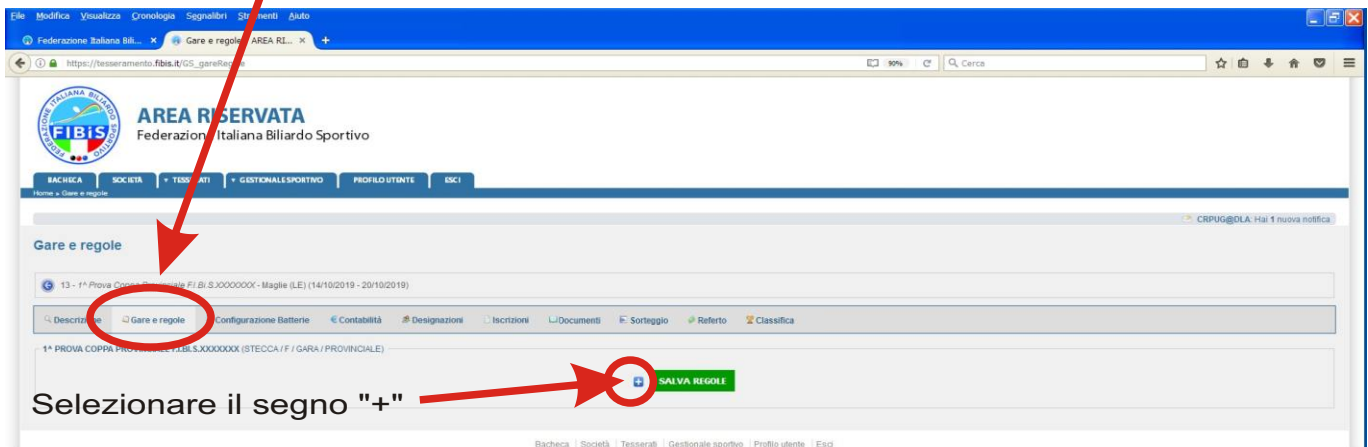 File Modifica Visualizza Cronologia Segnalibri Strumenti Aiuto
Federazione Italiana Bili... × Gare e regole AREA RI... × +
https://tesseramento.fibis.it/GS_gareRegole 90% Cerca
FEDERAZIONE ITALIANA BILIARDO SPORTIVO
FIBiS
AREA RISERVATA
Federazione Italiana Biliardo Sportivo
BACHECA SOCIETÀ TESSERATI GESTIONALE SPORTIVO PROFILO UTENTE ESCI
Home » Gare e regole
CRPUG@DLA: Hai 1 nuova notifica
Gare e regole
13 - 1^ Prova Coppa Provinciale F.I.Bi.S.XXXXXXX - Maglie (LE) (14/10/2019 - 20/10/2019)
Descrizione Gare e regole Configurazione Batterie Contabilità Designazioni Iscrizioni Documenti Sorteggio Referto Classifica
1^ PROVA COPPA PROVINCIALE F.I.BI.S.XXXXXXX (STECCA / F / GARA / PROVINCIALE)
SALVA REGOLE
Selezionare il segno "+"
Bacheca | Società | Tesserati | Gestionale sportivo | Profilo utente | Esci